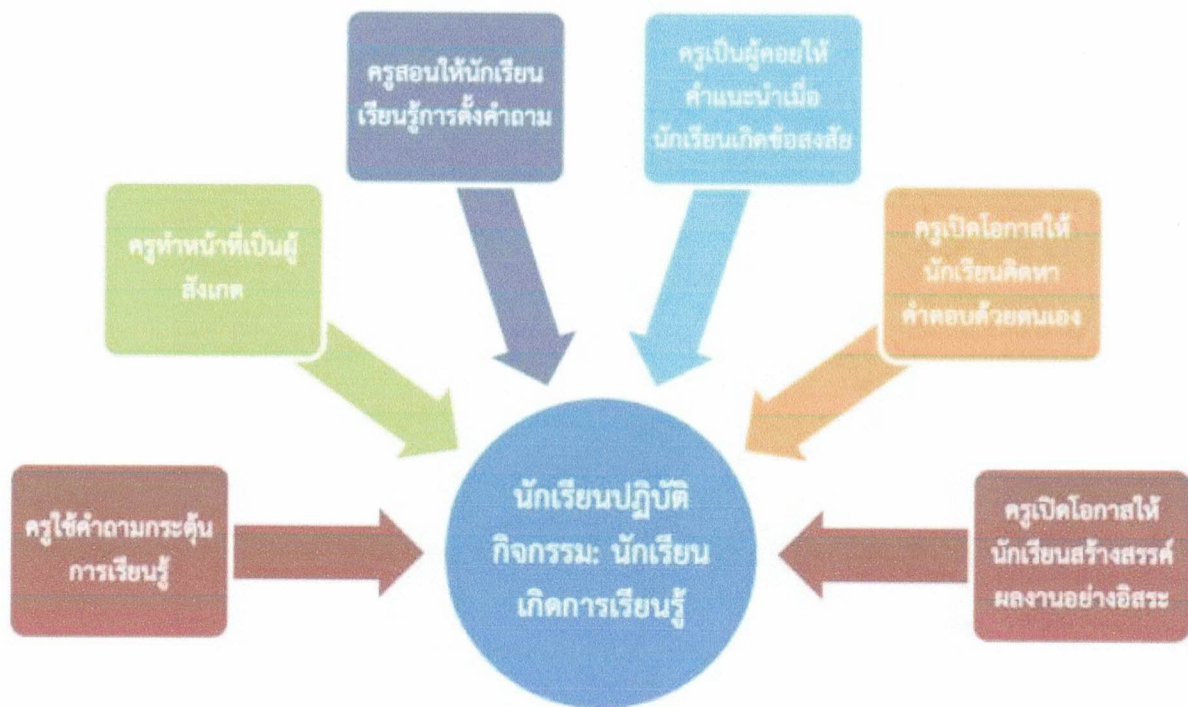 ครูสอนให้นักเรียน
เรียนรู้การตั้งคำถาม
ครูเป็นผู้คอยให้
คำแนะนำเมื่อ
นักเรียนเกิดข้อสงสัย
ครูทำหน้าที่เป็นผู้
สังเกต
ครูเปิดโอกาสให้
นักเรียนคิดหา
คำตอบด้วยตนเอง
ครูใช้คำถามกระตุ้น
การเรียนรู้
นักเรียนปฏิบัติ
กิจกรรม: นักเรียน
เกิดการเรียนรู้
ครูเปิดโอกาสให้
นักเรียนสร้างสรรค์
ผลงานอย่างอิสระ